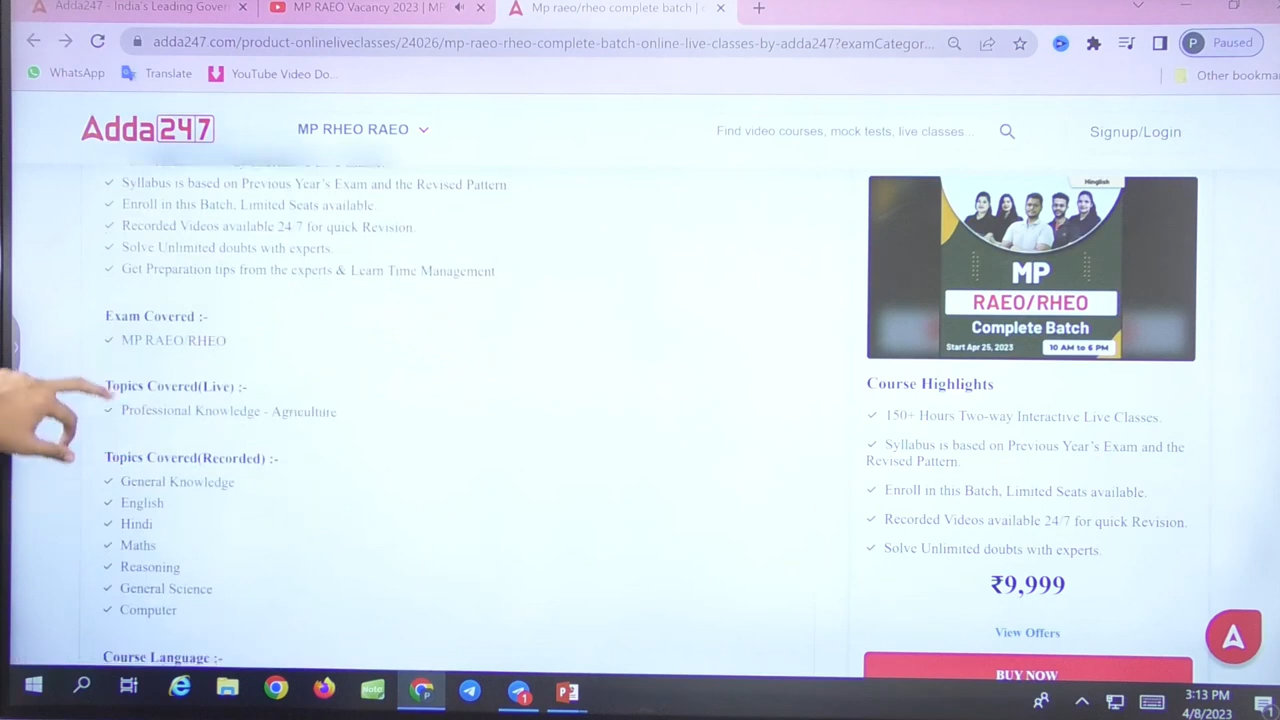 Adda247 - India's Leading Gover
MP RAEO Vacancy 2023 | MP
Mp raeo/rheo complete batch |
adda247.com/product-onlineliveclasses/24026/mp-raeo-rheo-complete-batch-online-live-classes-by-adda247?examCategor...
P Paused
WhatsApp
Translate
YouTube Video Do...
Other bookma
Adda247
MP RHEO RAEO
Find video courses, mock tests, live classes...
Signup/Login
✓ Syllabus is based on Previous Year's Exam and the Revised Pattern
✓ Enroll in this Batch, Limited Seats available.
✓ Recorded Videos available 24/7 for quick Revision.
✓ Solve Unlimited doubts with experts.
✓ Get Preparation tips from the experts & Learn Time Management
Exam Covered :-
✓ MP RAEO RHEO
Topics Covered(Live) :-
✓ Professional Knowledge - Agriculture
Topics Covered(Recorded) :-
✓ General Knowledge
✓ English
✓ Hindi
✓ Maths
✓ Reasoning
✓ General Science
✓ Computer
Course Language :-
Hinglish
MP
RAEO/RHEO
Complete Batch
Start Apr 25, 2023
10 AM to 6 PM
Course Highlights
✓ 150+ Hours Two-way Interactive Live Classes.
✓ Syllabus is based on Previous Year's Exam and the
Revised Pattern.
✓ Enroll in this Batch, Limited Seats available.
✓ Recorded Videos available 24/7 for quick Revision.
✓ Solve Unlimited doubts with experts.
₹9,999
View Offers
BUY NOW
Note
1
3:13 PM
4/8/2023
1